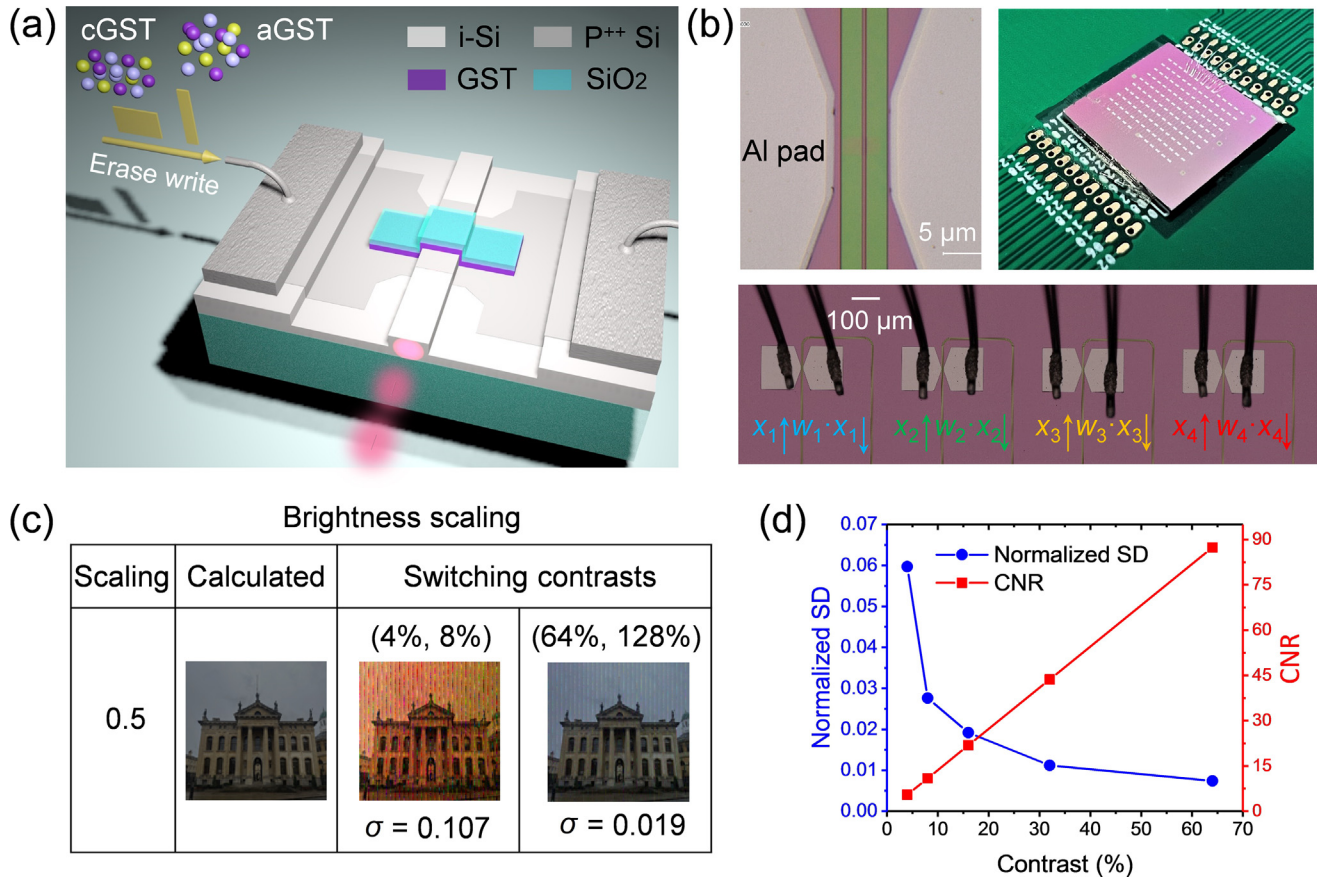 (a)
cGST
aGST
i-Si
P++ Si
GST
SiO2
Erase write
(b)
Al pad
5 μm
100 μm
x1↑w1·x1↓
x2↑w2·x2↓
x3↑w3·x3↓
x4↑w4·x4↓
(c)
Brightness scaling
Scaling
Calculated
Switching contrasts
(4%, 8%)
(64%, 128%)
0.5
σ = 0.107
σ = 0.019
(d)
Normalized SD
CNR
0.07
0.06
0.05
0.04
0.03
0.02
0.01
0.00
Normalized SD
90
75
60
45
30
15
0
CNR
0
10
20
30
40
50
60
70
Contrast (%)